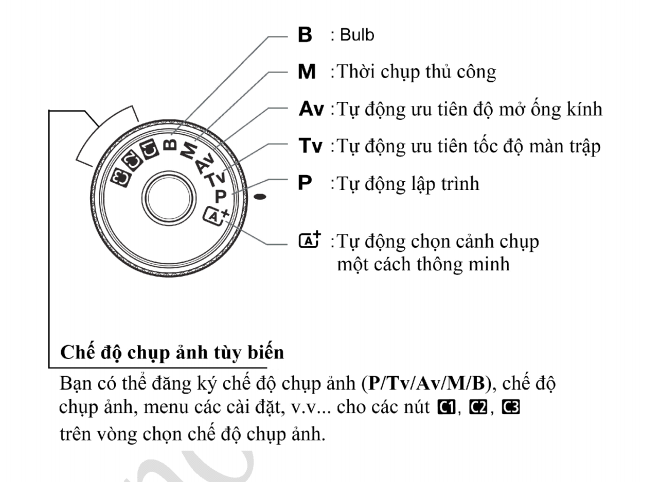 B : Bulb
M :Thời chụp thủ công
Av :Tự động ưu tiên độ mở ống kính
Tv :Tự động ưu tiên tốc độ màn trập
P :Tự động lập trình
A+ :Tự động chọn cảnh chụp
một cách thông minh
C3 C2 C1 B M Av Tv P A+
Chế độ chụp ảnh tùy biến
Bạn có thể đăng ký chế độ chụp ảnh (P/Tv/Av/M/B), chế độ
chụp ảnh, menu các cài đặt, v.v... cho các nút C1, C2, C3
trên vòng chọn chế độ chụp ảnh.